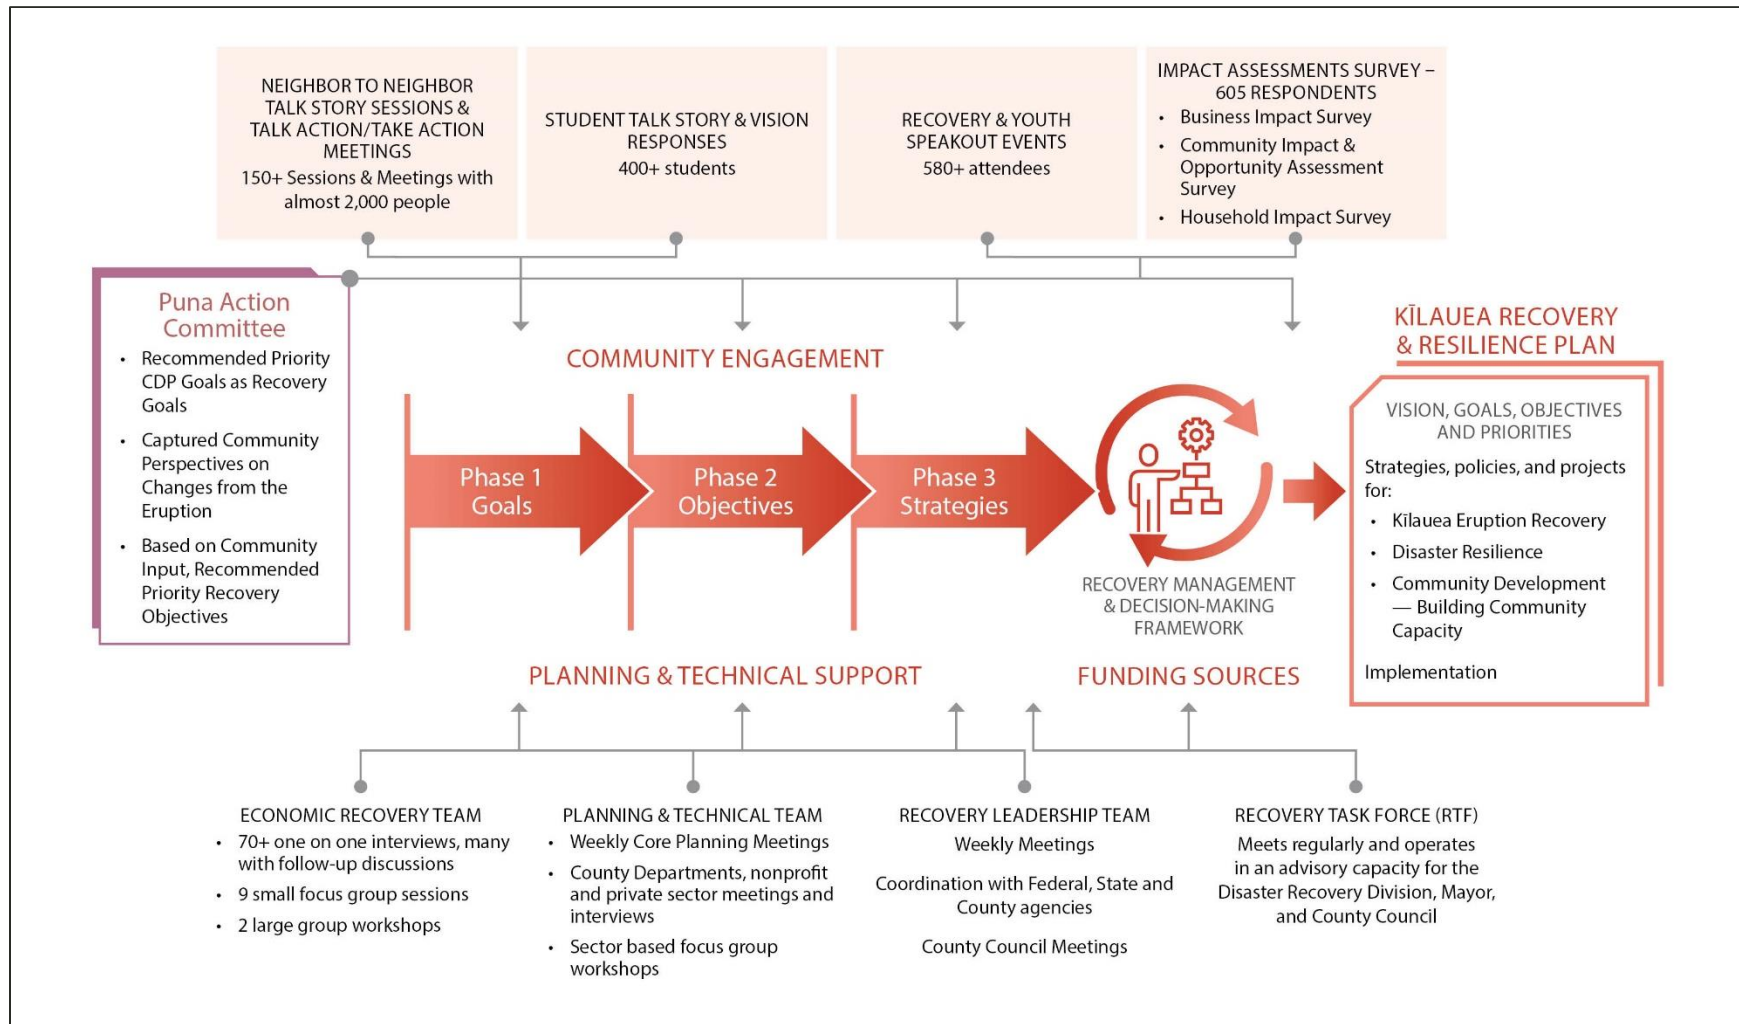 NEIGHBOR TO NEIGHBOR
TALK STORY SESSIONS &
TALK ACTION/TAKE ACTION
MEETINGS
150+ Sessions & Meetings with
almost 2,000 people
STUDENT TALK STORY & VISION
RESPONSES
400+ students
RECOVERY & YOUTH
SPEAKOUT EVENTS
580+ attendees
IMPACT ASSESSMENTS SURVEY –
605 RESPONDENTS
• Business Impact Survey
• Community Impact &
Opportunity Assessment
Survey
• Household Impact Survey
Puna Action
Committee
• Recommended Priority
CDP Goals as Recovery
Goals
• Captured Community
Perspectives on
Changes from the
Eruption
• Based on Community
Input, Recommended
Priority Recovery
Objectives
COMMUNITY ENGAGEMENT
Phase 1
Goals
Phase 2
Objectives
Phase 3
Strategies
RECOVERY MANAGEMENT
& DECISION-MAKING
FRAMEWORK
KĪLAUEA RECOVERY
& RESILIENCE PLAN
VISION, GOALS, OBJECTIVES
AND PRIORITIES
Strategies, policies, and projects
for:
• Kīlauea Eruption Recovery
• Disaster Resilience
• Community Development
— Building Community
Capacity
Implementation
PLANNING & TECHNICAL SUPPORT
FUNDING SOURCES
ECONOMIC RECOVERY TEAM
• 70+ one on one interviews, many
with follow-up discussions
• 9 small focus group sessions
• 2 large group workshops
PLANNING & TECHNICAL TEAM
• Weekly Core Planning Meetings
• County Departments, nonprofit
and private sector meetings and
interviews
• Sector based focus group
workshops
RECOVERY LEADERSHIP TEAM
Weekly Meetings
Coordination with Federal, State and
County agencies
County Council Meetings
RECOVERY TASK FORCE (RTF)
Meets regularly and operates
in an advisory capacity for the
Disaster Recovery Division, Mayor,
and County Council